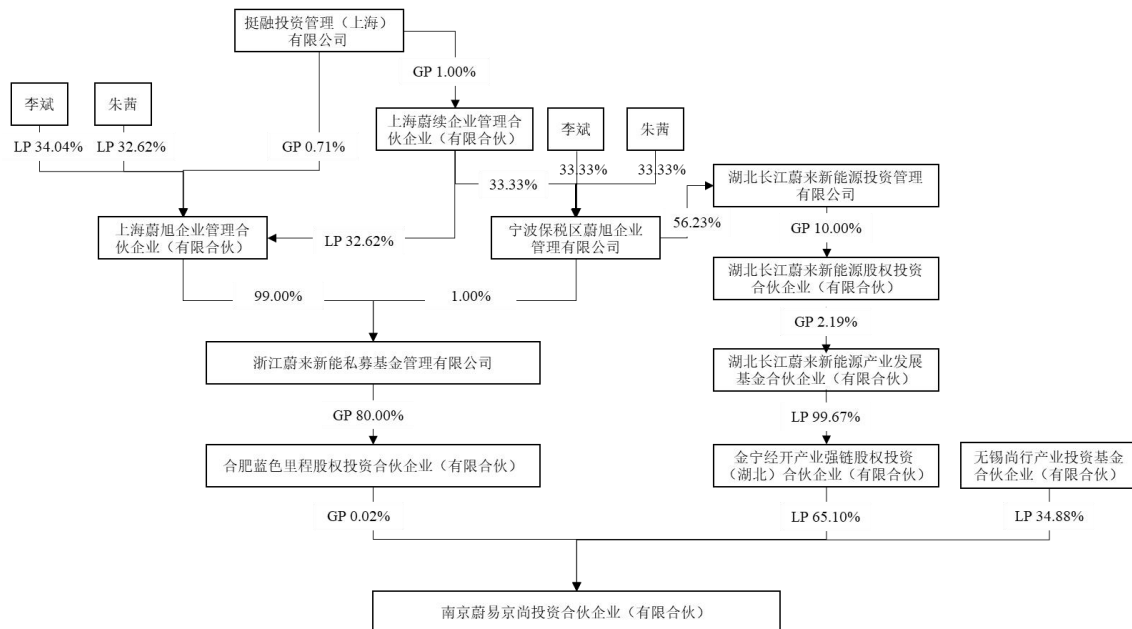 挺融投资管理（上海）
有限公司
GP 1.00%
李斌
朱茜
上海蔚续企业管理合
伙企业（有限合伙）
李斌
朱茜
LP 34.04%
LP 32.62%
GP 0.71%
33.33%
33.33%
33.33%
湖北长江蔚来新能源投资管理
有限公司
56.23%
上海蔚旭企业管理合
伙企业（有限合伙）
LP 32.62%
宁波保税区蔚旭企业
管理有限公司
GP 10.00%
湖北长江蔚来新能源股权投资
合伙企业（有限合伙）
99.00%
1.00%
GP 2.19%
浙江蔚来新能私募基金管理有限公司
湖北长江蔚来新能源产业发展
基金合伙企业（有限合伙）
GP 80.00%
LP 99.67%
合肥蓝色里程股权投资合伙企业（有限合伙）
金宁经开产业强链股权投资
（湖北）合伙企业（有限合伙）
无锡尚行产业投资基金
合伙企业（有限合伙）
GP 0.02%
LP 65.10%
LP 34.88%
南京蔚易京尚投资合伙企业（有限合伙）